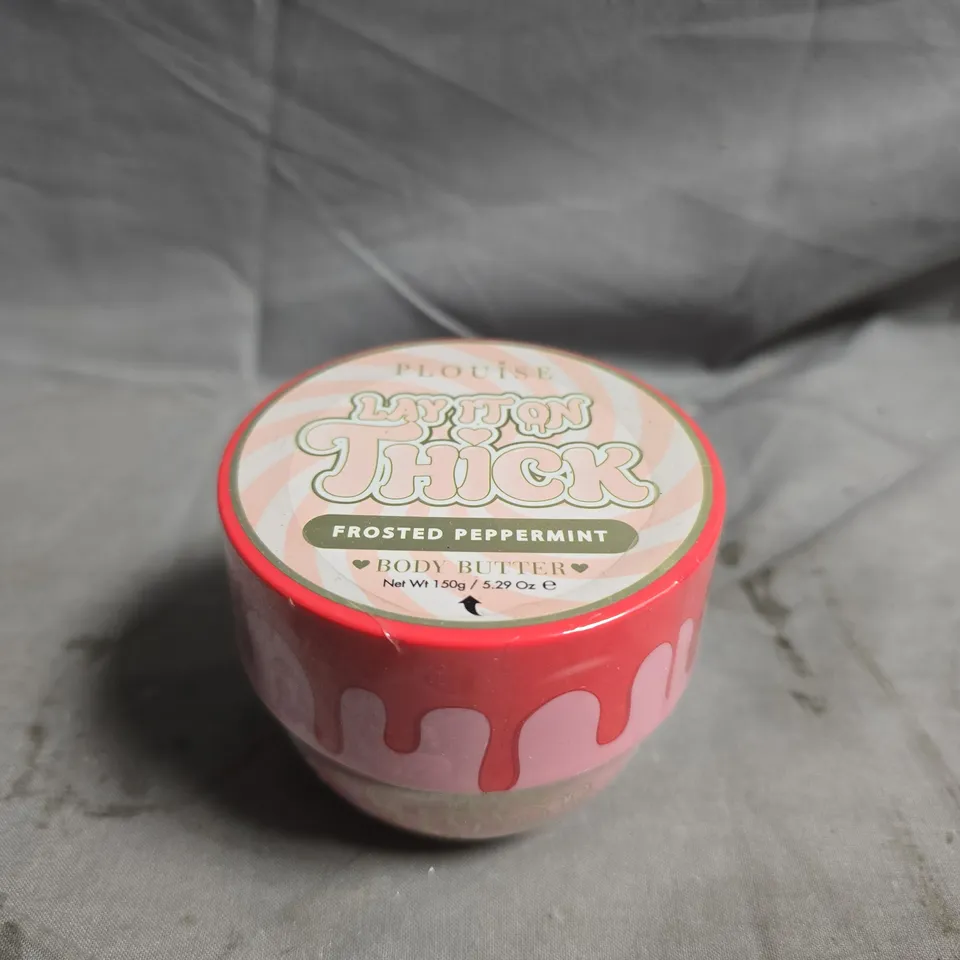 PLOUiSE
LAY IT ON
THiCK
FROSTED PEPPERMINT
BODY BUTTER
Net Wt 150g / 5.29 Oz ℮